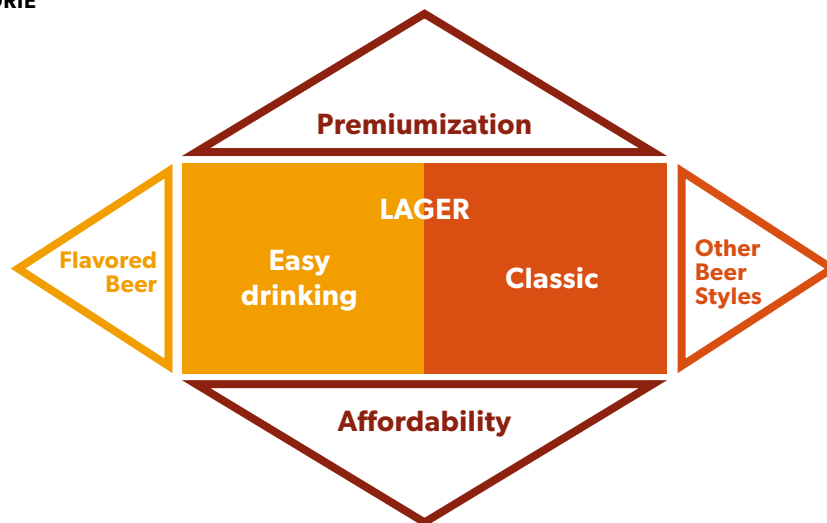 Premiumization
LAGER
Flavored
Beer
Easy
drinking
Classic
Other
Beer
Styles
Affordability